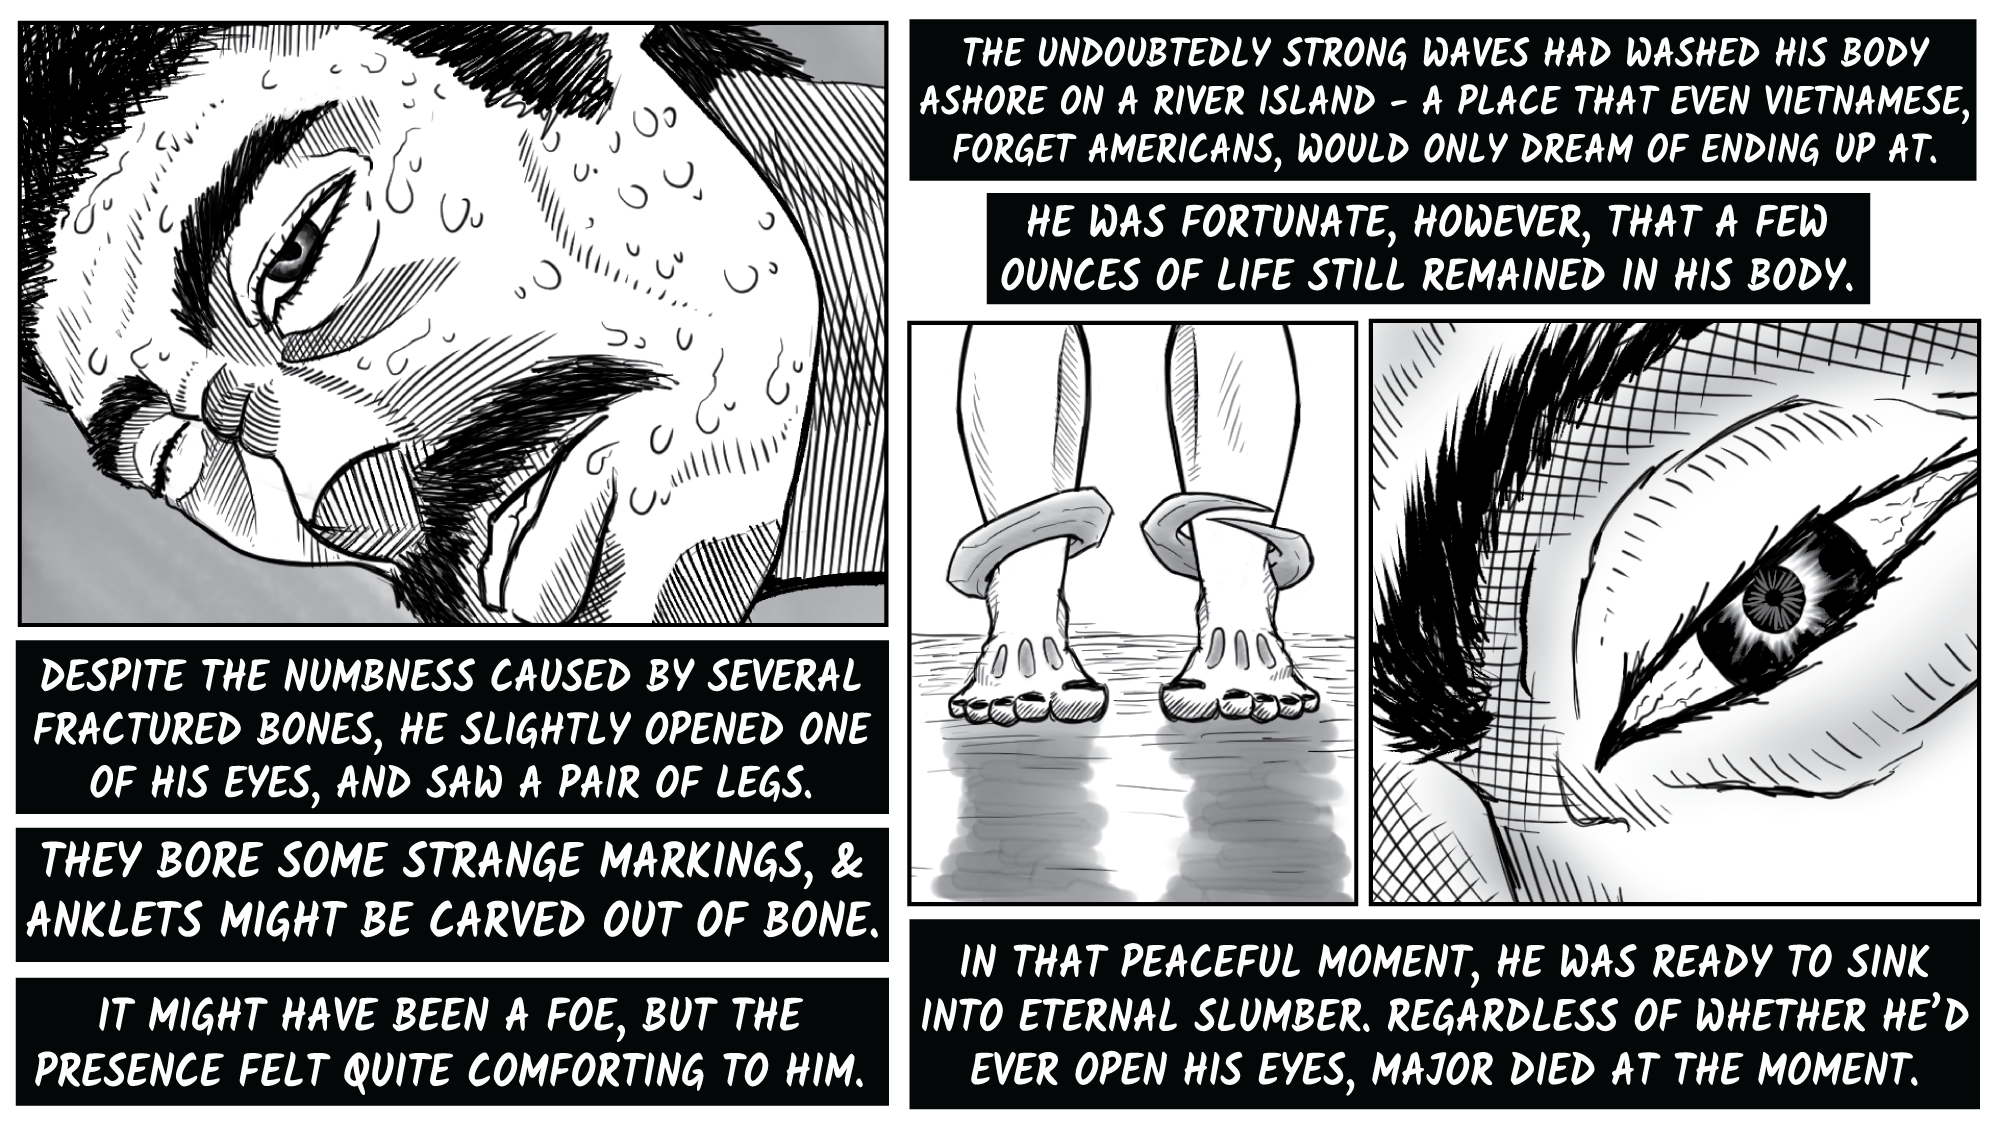 THE UNDOUBTEDLY STRONG WAVES HAD WASHED HIS BODY
ASHORE ON A RIVER ISLAND - A PLACE THAT EVEN VIETNAMESE,
FORGET AMERICANS, WOULD ONLY DREAM OF ENDING UP AT.
HE WAS FORTUNATE, HOWEVER, THAT A FEW
OUNCES OF LIFE STILL REMAINED IN HIS BODY.
DESPITE THE NUMBNESS CAUSED BY SEVERAL
FRACTURED BONES, HE SLIGHTLY OPENED ONE
OF HIS EYES, AND SAW A PAIR OF LEGS.
THEY BORE SOME STRANGE MARKINGS, &
ANKLETS MIGHT BE CARVED OUT OF BONE.
IT MIGHT HAVE BEEN A FOE, BUT THE
PRESENCE FELT QUITE COMFORTING TO HIM.
IN THAT PEACEFUL MOMENT, HE WAS READY TO SINK
INTO ETERNAL SLUMBER. REGARDLESS OF WHETHER HE'D
EVER OPEN HIS EYES, MAJOR DIED AT THE MOMENT.